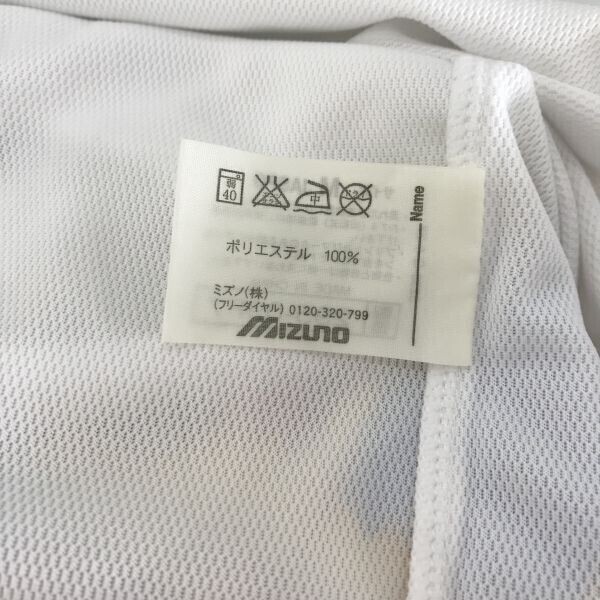 弱
40
中
Name
ポリエステル 100%
ミズノ(株)
(フリーダイヤル) 0120-320-799
MIZUNO